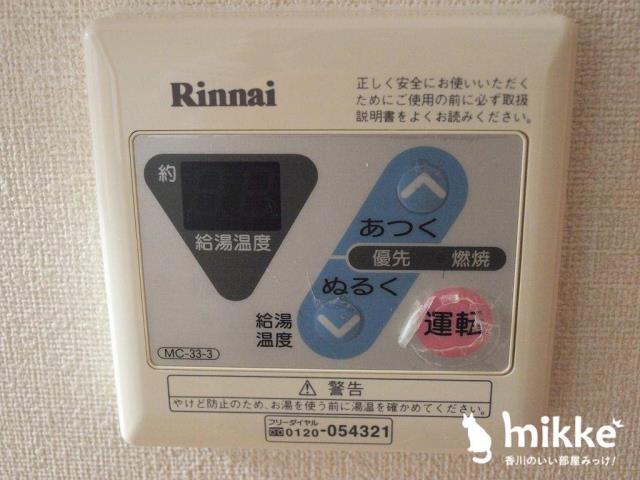 Rinnai
正しく安全にお使いいただく
ためにご使用の前に必ず取扱
説明書をよくお読みください。
約
給湯温度
あつく
優先 燃焼
ぬるく
給湯
温度
運転
MC-33-3
⚠ 警告
やけど防止のため、お湯を使う前に湯温を確かめてください。
フリーダイヤル
0120-054321
mikke
香川のいい部屋みっけ!